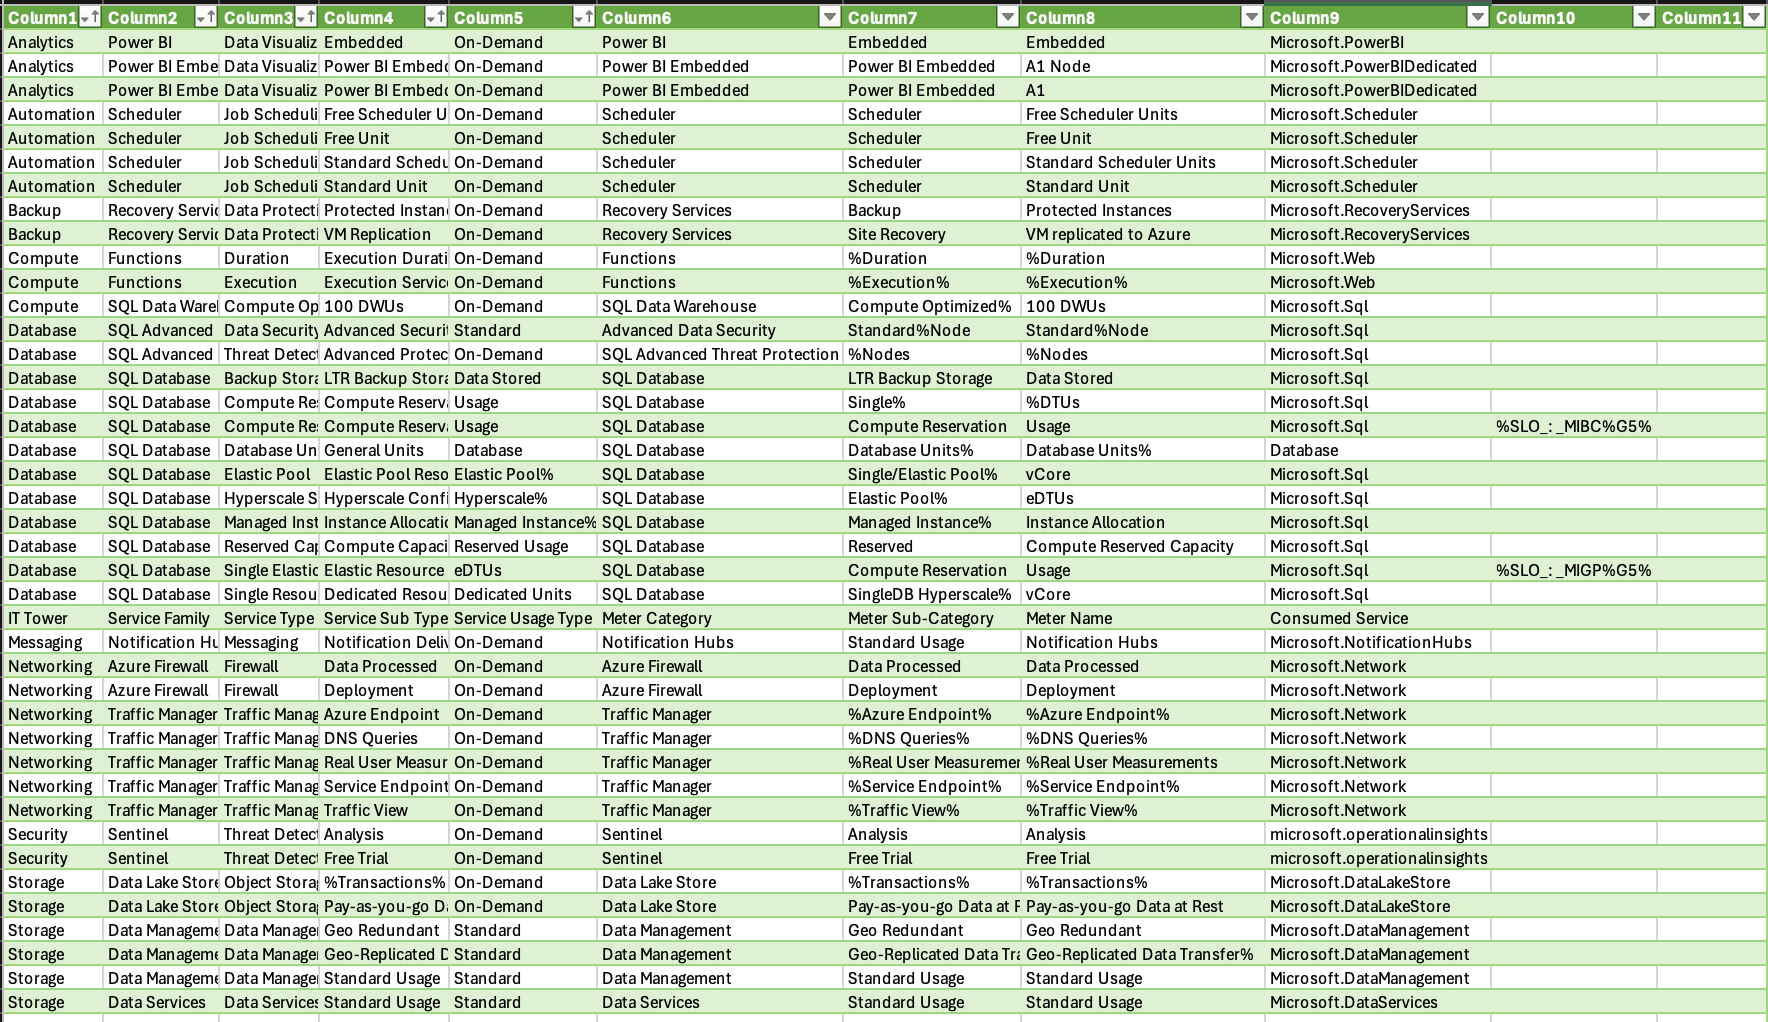 Column1 Column2 Column3 Column4 Column5 Column6 Column7 Column8 Column9 Column10 Column11
Analytics Power BI Data Visualiz Embedded On-Demand Power BI Embedded Embedded Microsoft.PowerBI
Analytics Power BI Embe Data Visualiz Power BI Embedd On-Demand Power BI Embedded Power BI Embedded A1 Node Microsoft.PowerBIDedicated
Analytics Power BI Embe Data Visualiz Power BI Embedd On-Demand Power BI Embedded Power BI Embedded A1 Microsoft.PowerBIDedicated
Automation Scheduler Job Scheduli Free Scheduler U On-Demand Scheduler Scheduler Free Scheduler Units Microsoft.Scheduler
Automation Scheduler Job Scheduli Free Unit On-Demand Scheduler Scheduler Free Unit Microsoft.Scheduler
Automation Scheduler Job Scheduli Standard Schedu On-Demand Scheduler Scheduler Standard Scheduler Units Microsoft.Scheduler
Automation Scheduler Job Scheduli Standard Unit On-Demand Scheduler Scheduler Standard Unit Microsoft.Scheduler
Backup Recovery Servic Data Protecti Protected Instan On-Demand Recovery Services Backup Protected Instances Microsoft.RecoveryServices
Backup Recovery Servic Data Protecti VM Replication On-Demand Recovery Services Site Recovery VM replicated to Azure Microsoft.RecoveryServices
Compute Functions Duration Execution Durati On-Demand Functions %Duration %Duration Microsoft.Web
Compute Functions Execution Execution Servic On-Demand Functions %Execution% %Execution% Microsoft.Web
Compute SQL Data Warel Compute Op 100 DWUs On-Demand SQL Data Warehouse Compute Optimized% 100 DWUs Microsoft.Sql
Database SQL Advanced Data Security Advanced Securit Standard Advanced Data Security Standard%Node Standard%Node Microsoft.Sql
Database SQL Advanced Threat Detect Advanced Protec On-Demand SQL Advanced Threat Protection %Nodes %Nodes Microsoft.Sql
Database SQL Database Backup Stora LTR Backup Stora Data Stored SQL Database LTR Backup Storage Data Stored Microsoft.Sql
Database SQL Database Compute Res Compute Reserv Usage SQL Database Single% %DTUs Microsoft.Sql
Database SQL Database Compute Res Compute Reserv Usage SQL Database Compute Reservation Usage Microsoft.Sql %SLO_: _MIBC%G5%
Database SQL Database Database Un General Units Database SQL Database Database Units% Database Units% Database
Database SQL Database Elastic Pool Elastic Pool Reso Elastic Pool% SQL Database Single/Elastic Pool% vCore Microsoft.Sql
Database SQL Database Hyperscale S Hyperscale Confi Hyperscale% SQL Database Elastic Pool% eDTUs Microsoft.Sql
Database SQL Database Managed Inst Instance Allocatic Managed Instance% SQL Database Managed Instance% Instance Allocation Microsoft.Sql
Database SQL Database Reserved Cap Compute Capaci Reserved Usage SQL Database Reserved Compute Reserved Capacity Microsoft.Sql
Database SQL Database Single Elastic Elastic Resource eDTUs SQL Database Compute Reservation Usage Microsoft.Sql %SLO_: _MIGP%G5%
Database SQL Database Single Resou Dedicated Resou Dedicated Units SQL Database SingleDB Hyperscale% vCore Microsoft.Sql
IT Tower Service Family Service Type Service Sub Type Service Usage Type Meter Category Meter Sub-Category Meter Name Consumed Service
Messaging Notification Hu Messaging Notification Deliv On-Demand Notification Hubs Standard Usage Notification Hubs Microsoft.NotificationHubs
Networking Azure Firewall Firewall Data Processed On-Demand Azure Firewall Data Processed Data Processed Microsoft.Network
Networking Azure Firewall Firewall Deployment On-Demand Azure Firewall Deployment Deployment Microsoft.Network
Networking Traffic Manager Traffic Manag Azure Endpoint On-Demand Traffic Manager %Azure Endpoint% %Azure Endpoint% Microsoft.Network
Networking Traffic Manager Traffic Manag DNS Queries On-Demand Traffic Manager %DNS Queries% %DNS Queries% Microsoft.Network
Networking Traffic Manager Traffic Manag Real User Measur On-Demand Traffic Manager %Real User Measuremer %Real User Measurements Microsoft.Network
Networking Traffic Manager Traffic Manag Service Endpoint On-Demand Traffic Manager %Service Endpoint% %Service Endpoint% Microsoft.Network
Networking Traffic Manager Traffic Manag Traffic View On-Demand Traffic Manager %Traffic View% %Traffic View% Microsoft.Network
Security Sentinel Threat Detect Analysis On-Demand Sentinel Analysis Analysis microsoft.operationalinsights
Security Sentinel Threat Detect Free Trial On-Demand Sentinel Free Trial Free Trial microsoft.operationalinsights
Storage Data Lake Store Object Storag %Transactions% On-Demand Data Lake Store %Transactions% %Transactions% Microsoft.DataLakeStore
Storage Data Lake Store Object Storag Pay-as-you-go Da On-Demand Data Lake Store Pay-as-you-go Data at R Pay-as-you-go Data at Rest Microsoft.DataLakeStore
Storage Data Manageme Data Manager Geo Redundant Standard Data Management Geo Redundant Geo Redundant Microsoft.DataManagement
Storage Data Manageme Data Manager Geo-Replicated D Standard Data Management Geo-Replicated Data Tra Geo-Replicated Data Transfer% Microsoft.DataManagement
Storage Data Manageme Data Manager Standard Usage Standard Data Management Standard Usage Standard Usage Microsoft.DataManagement
Storage Data Services Data Services Standard Usage Standard Data Services Standard Usage Standard Usage Microsoft.DataServices